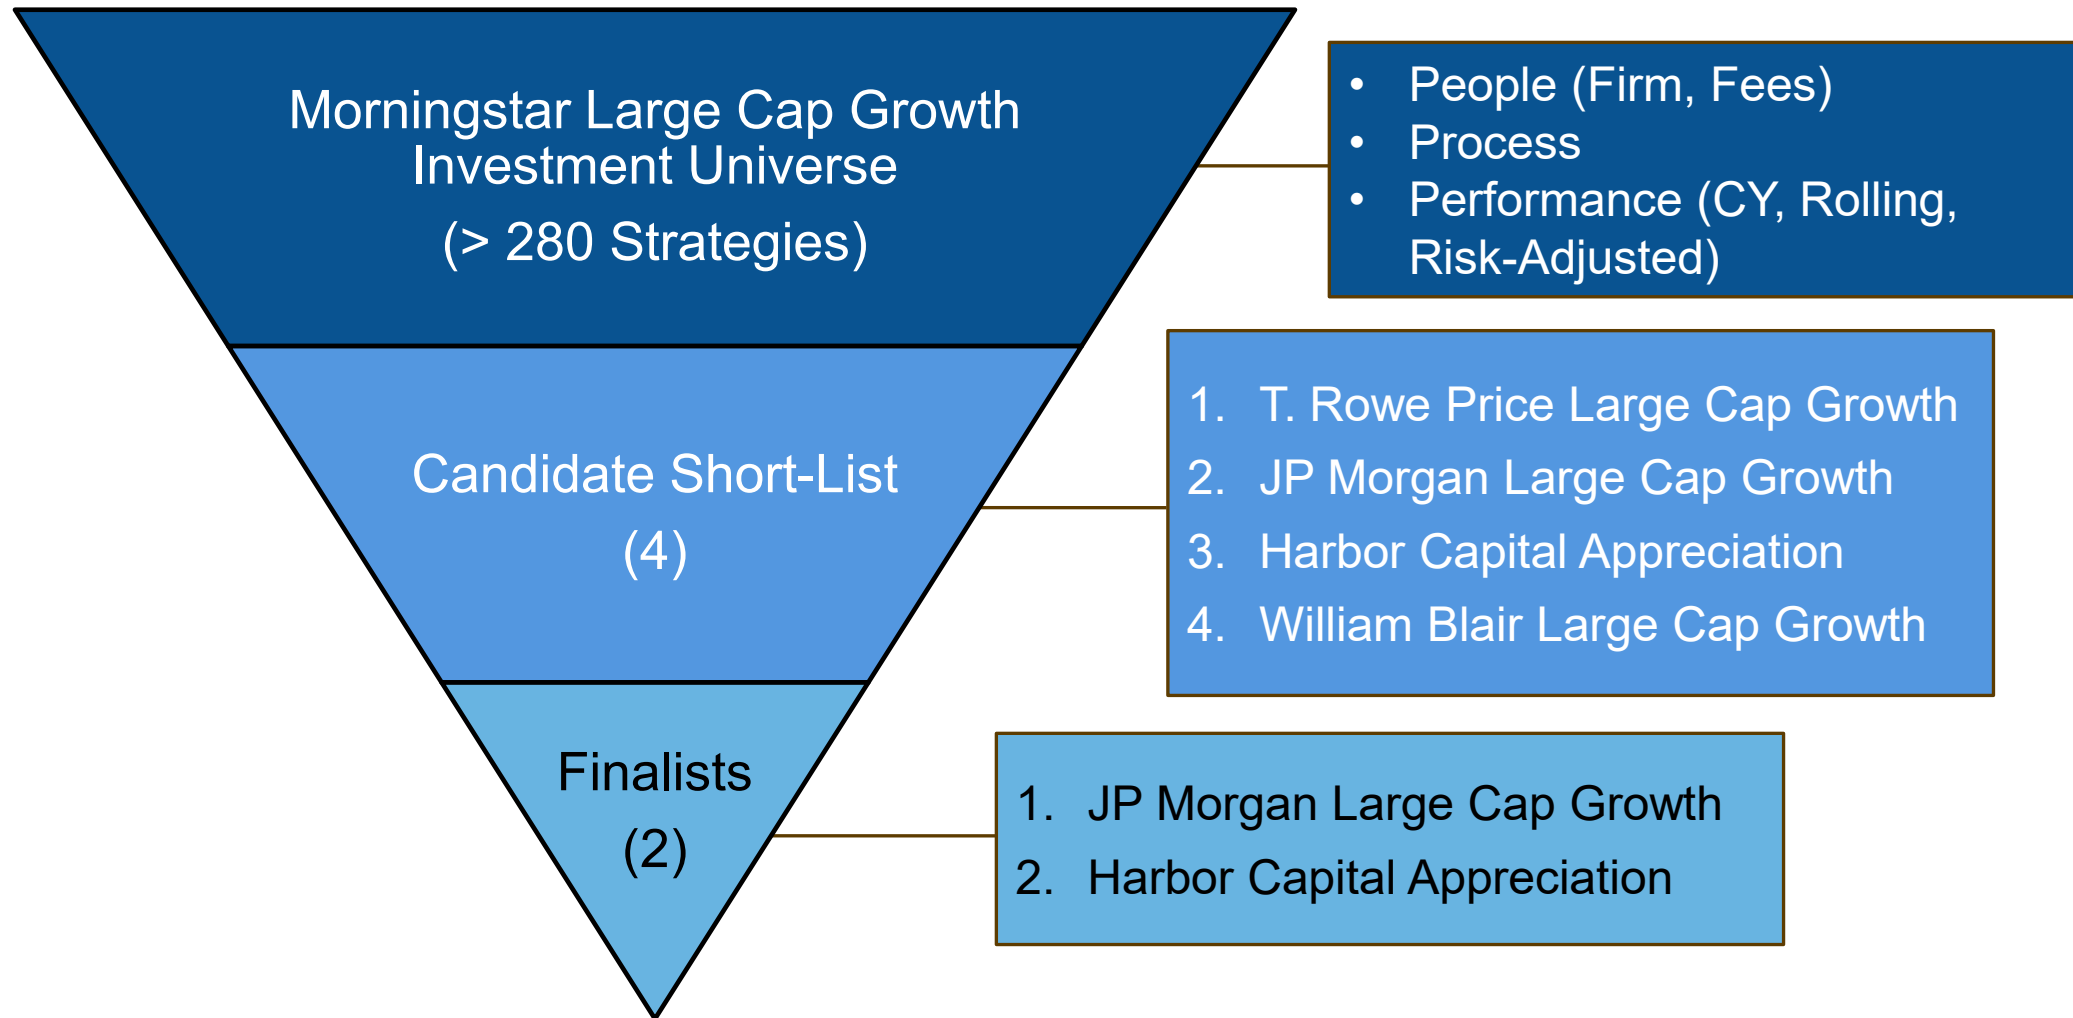 Morningstar Large Cap Growth
Investment Universe
(> 280 Strategies)
• People (Firm, Fees)
• Process
• Performance (CY, Rolling,
Risk-Adjusted)
Candidate Short-List
(4)
1. T. Rowe Price Large Cap Growth
2. JP Morgan Large Cap Growth
3. Harbor Capital Appreciation
4. William Blair Large Cap Growth
Finalists
(2)
1. JP Morgan Large Cap Growth
2. Harbor Capital Appreciation